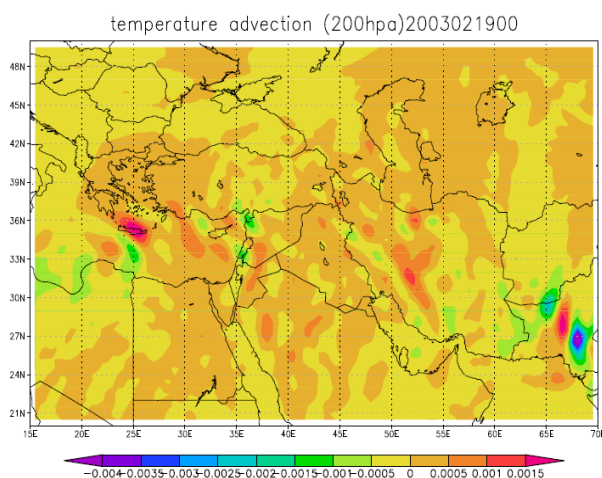 temperature advection (200hpa)2003021900
48N
45N
42N
39N
36N
33N
30N
27N
24N
21N
15E 20E 25E 30E 35E 40E 45E 50E 55E 60E 65E 70E
-0.004-0.0035-0.003-0.0025-0.002-0.0015-0.001-0.0005 0 0.0005 0.001 0.0015